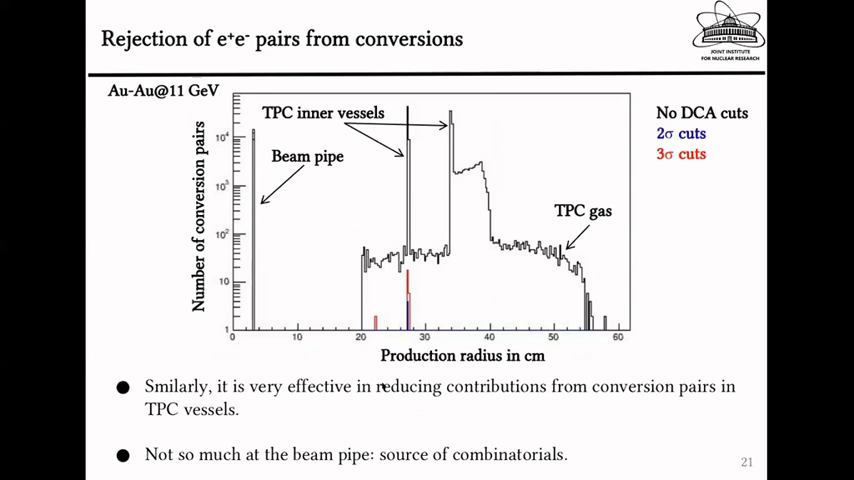 Rejection of e⁺e⁻ pairs from conversions
JOINT INSTITUTE
FOR NUCLEAR RESEARCH
Au-Au@11 GeV
TPC inner vessels
Beam pipe
TPC gas
No DCA cuts
2σ cuts
3σ cuts
Number of conversion pairs
10⁴
10³
10²
10
1
0 10 20 30 40 50 60
Production radius in cm
● Smilarly, it is very effective in reducing contributions from conversion pairs in
TPC vessels.
● Not so much at the beam pipe: source of combinatorials.
21